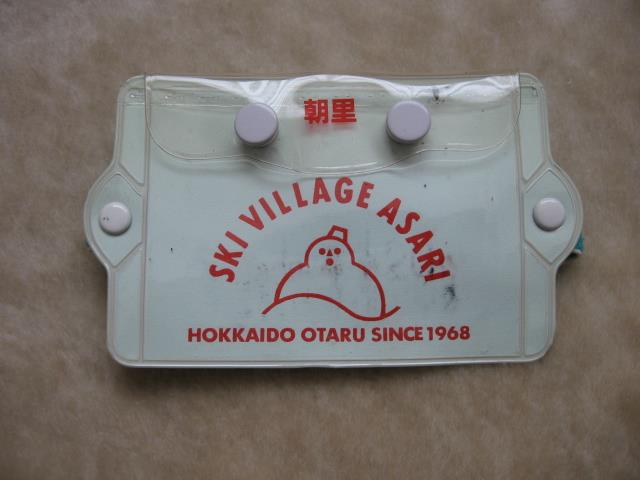 朝里
SKI VILLAGE ASARI
HOKKAIDO OTARU SINCE 1968